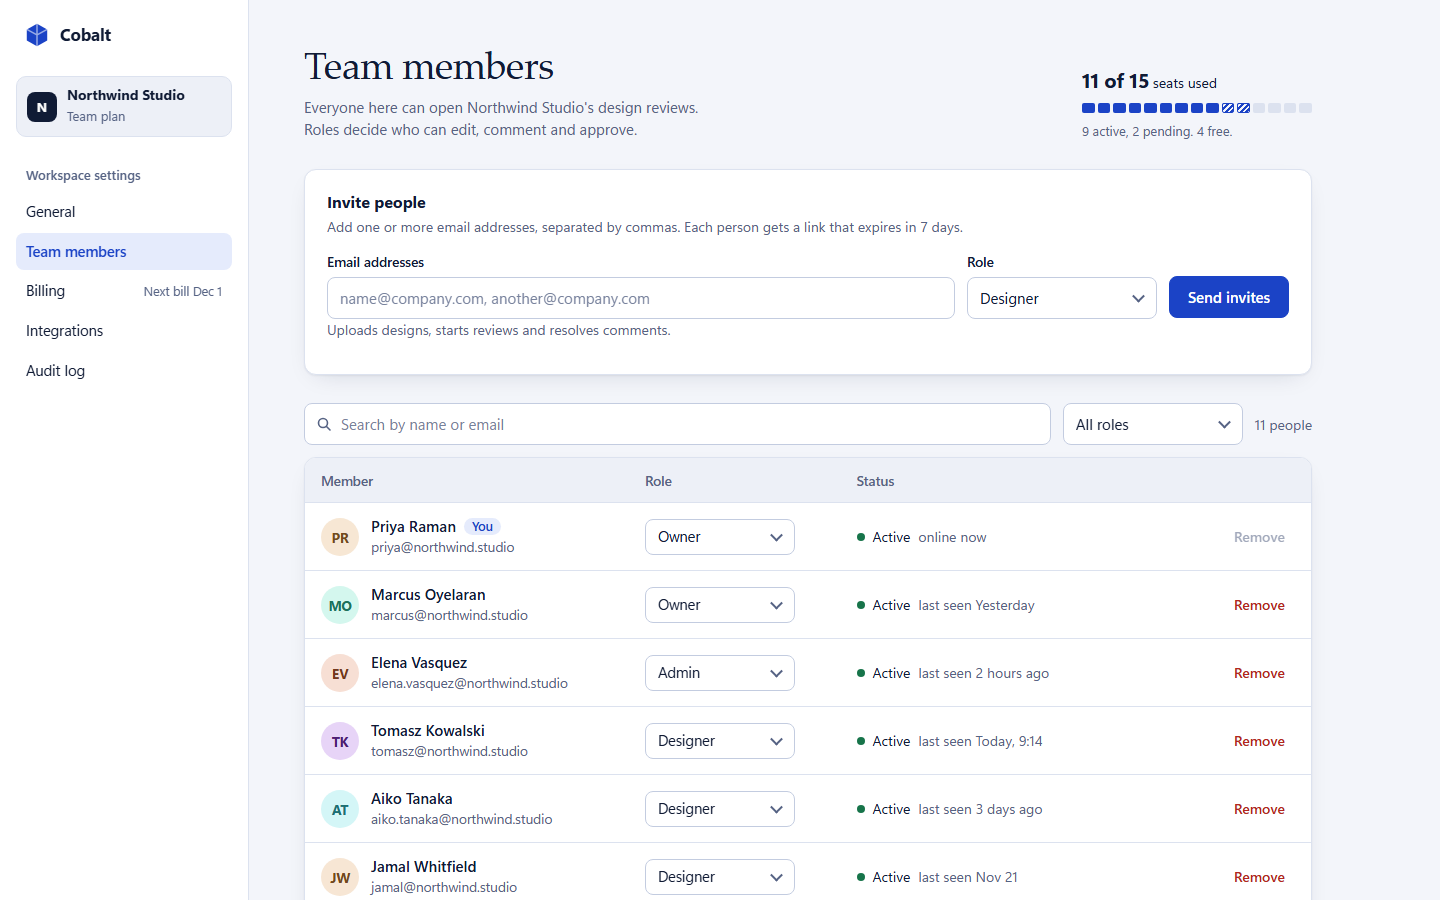 Cobalt
N
Northwind Studio
Team plan
Workspace settings
General
Team members
Billing
Next bill Dec 1
Integrations
Audit log
Team members
Everyone here can open Northwind Studio's design reviews.
Roles decide who can edit, comment and approve.
11 of 15 seats used
9 active, 2 pending. 4 free.
Invite people
Add one or more email addresses, separated by commas. Each person gets a link that expires in 7 days.
Email addresses
Role
name@company.com, another@company.com
Designer
Send invites
Uploads designs, starts reviews and resolves comments.
Search by name or email
All roles
11 people
Member
Role
Status
PR
Priya Raman
You
priya@northwind.studio
Owner
Active online now
Remove
MO
Marcus Oyelaran
marcus@northwind.studio
Owner
Active last seen Yesterday
Remove
EV
Elena Vasquez
elena.vasquez@northwind.studio
Admin
Active last seen 2 hours ago
Remove
TK
Tomasz Kowalski
tomasz@northwind.studio
Designer
Active last seen Today, 9:14
Remove
AT
Aiko Tanaka
aiko.tanaka@northwind.studio
Designer
Active last seen 3 days ago
Remove
JW
Jamal Whitfield
jamal@northwind.studio
Designer
Active last seen Nov 21
Remove